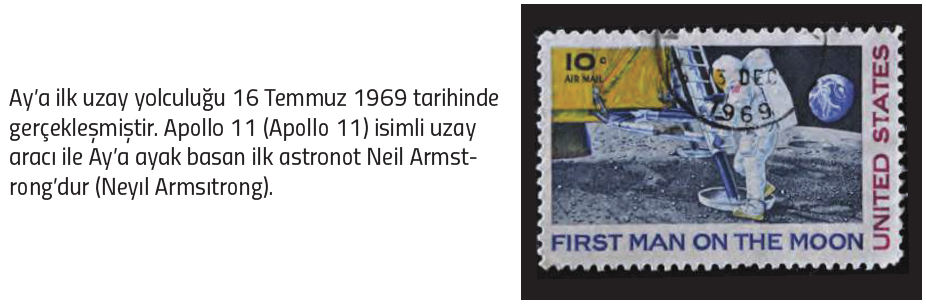 Ay’a ilk uzay yolculuğu 16 Temmuz 1969 tarihinde
gerçekleşmiştir. Apollo 11 (Apollo 11) isimli uzay
aracı ile Ay’a ayak basan ilk astronot Neil Armst-
rong’dur (Neyıl Armsıtrong).
10c
AIR MAIL
3 DEC
1969
FIRST MAN ON THE MOON
UNITED STATES